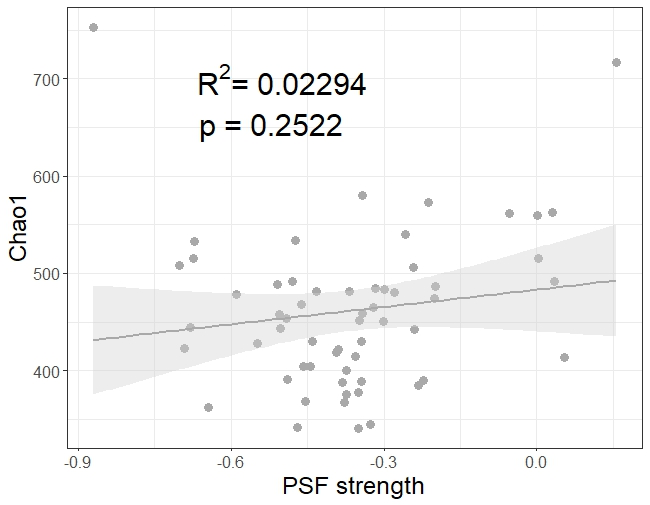 R²= 0.02294
p = 0.2522
Chao1
700
600
500
400
-0.9 -0.6 -0.3 0.0
PSF strength